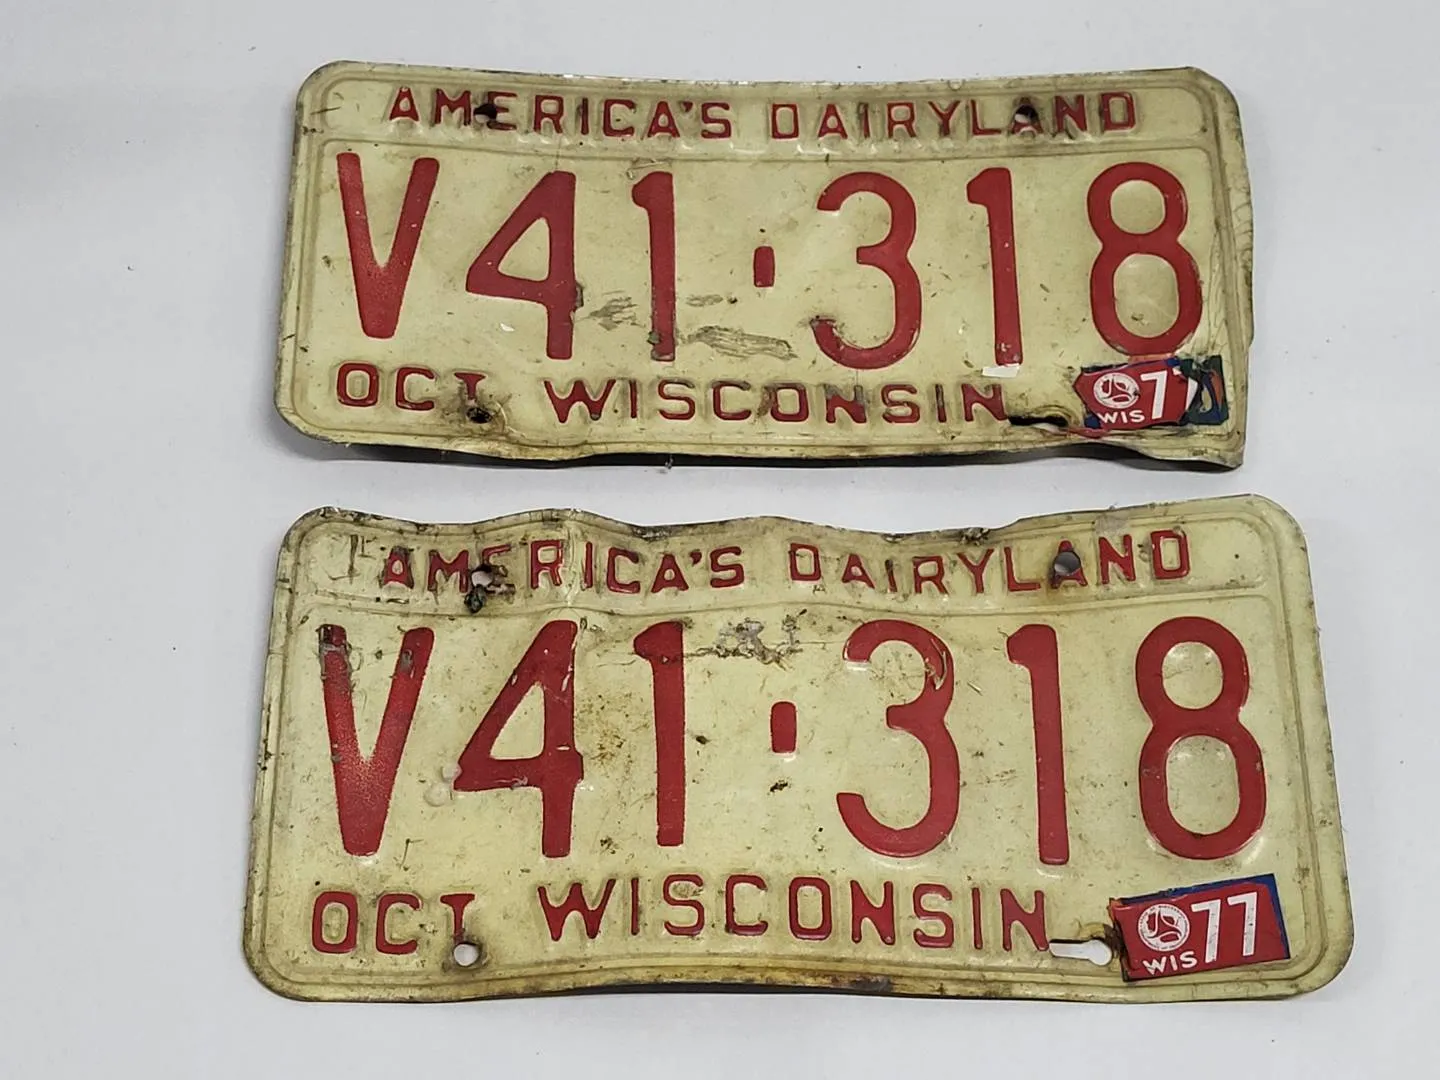 AMERICA'S DAIRYLAND
V41·318
OCT WISCONSIN
WIS 77
AMERICA'S DAIRYLAND
V41·318
OCT WISCONSIN
WIS 77